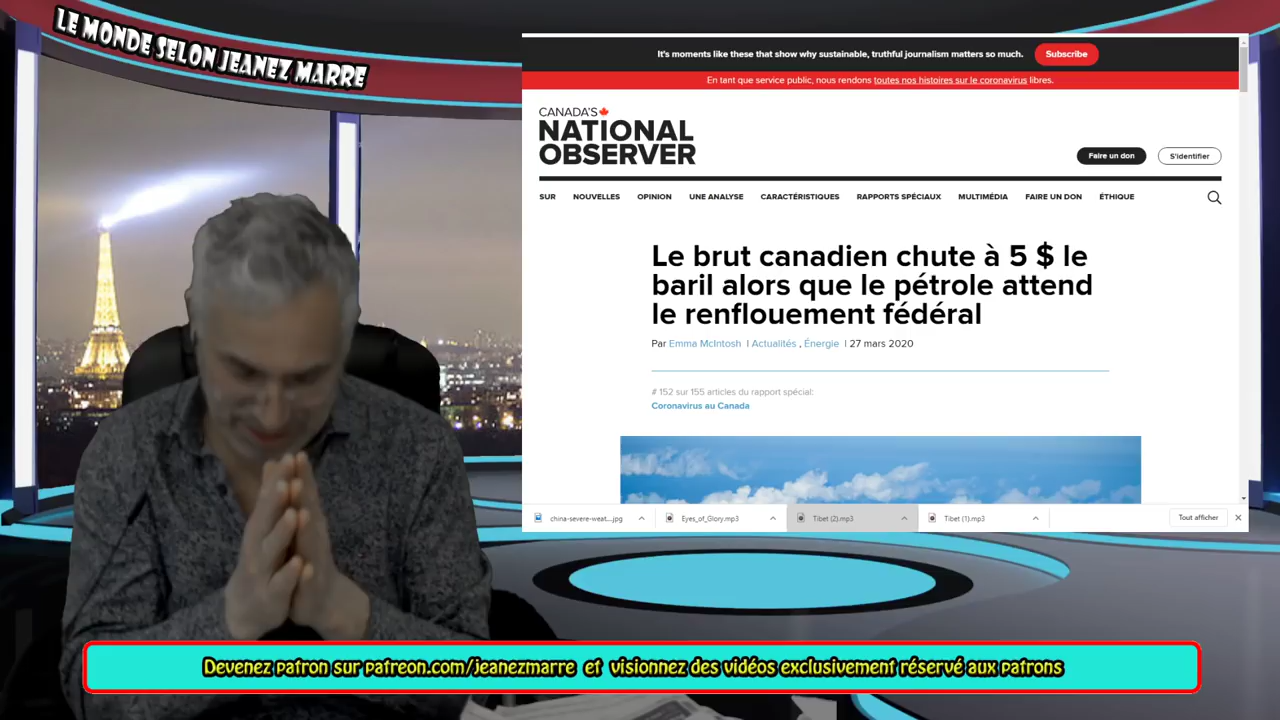 LE MONDE SELON JEANEZ MARRE
It's moments like these that show why sustainable, truthful journalism matters so much. Subscribe
En tant que service public, nous rendons toutes nos histoires sur le coronavirus libres.
CANADA'S
NATIONAL
OBSERVER
Faire un don S'identifier
SUR NOUVELLES OPINION UNE ANALYSE CARACTÉRISTIQUES RAPPORTS SPÉCIAUX MULTIMÉDIA FAIRE UN DON ÉTHIQUE
Le brut canadien chute à 5 $ le
baril alors que le pétrole attend
le renflouement fédéral
Par Emma McIntosh | Actualités , Énergie | 27 mars 2020
# 152 sur 155 articles du rapport spécial:
Coronavirus au Canada
china-severe-weat....jpg Eyes_of_Glory.mp3 Tibet (2).mp3 Tibet (1).mp3 Tout afficher
Devenez patron sur patreon.com/jeanezmarre et visionnez des vidéos exclusivement réservé aux patrons